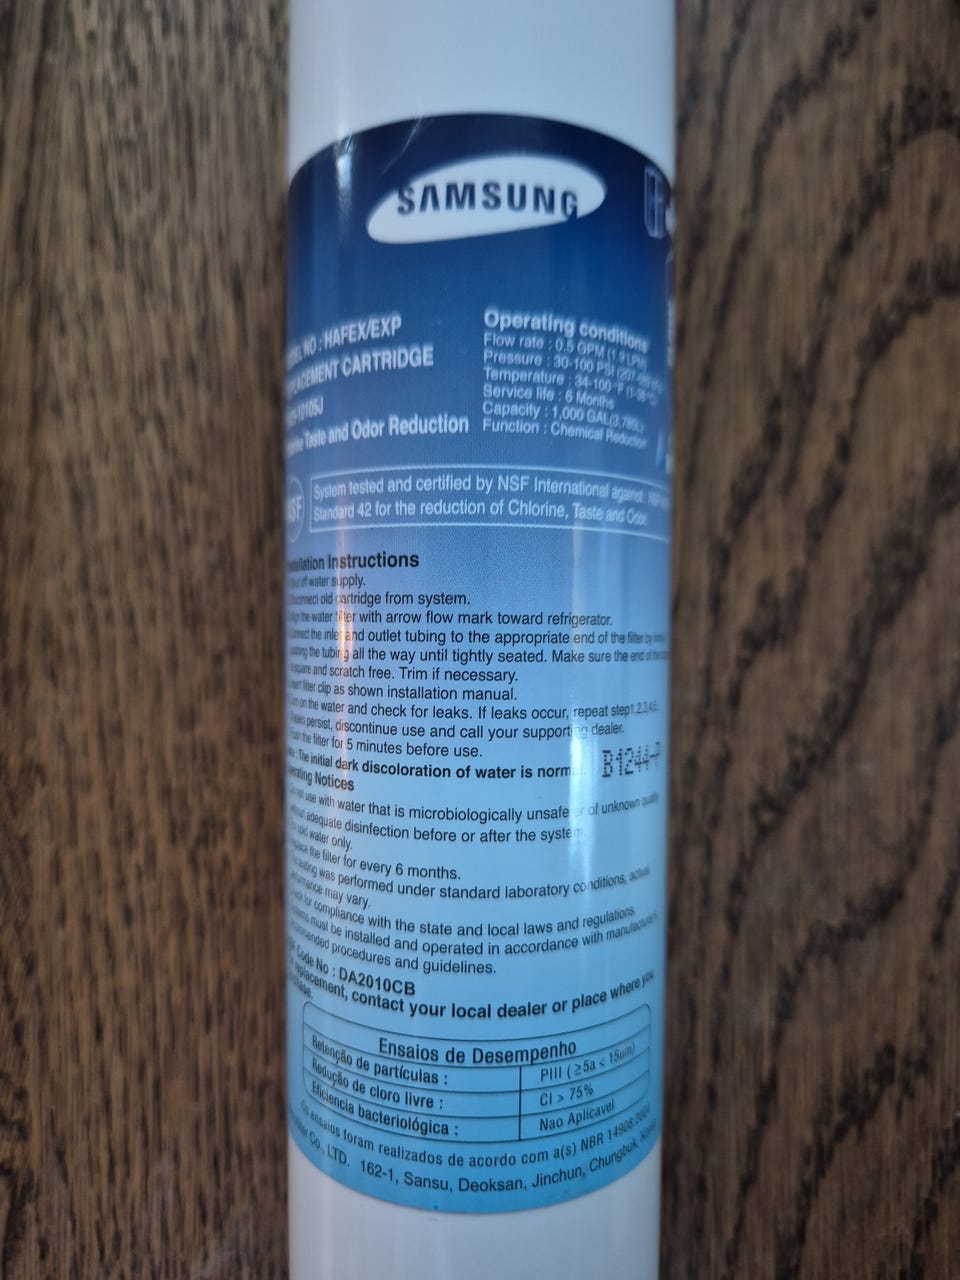 SAMSUNG
NO : HAFEX/EXP
CARTRIDGE
Taste and Odor Reduction
Operating conditions
Flow rate : 0.5 GPM
Pressure : 30-100 PSI
Temperature : 34-100 °F
Service life : 6 Months
Capacity : 1,000 GAL
Function : Chemical Reduction
System tested and certified by NSF International against
Standard 42 for the reduction of Chlorine, Taste and Odor
Instructions
water supply.
old cartridge from system.
the water filter with arrow flow mark toward refrigerator.
the inlet and outlet tubing to the appropriate end of the filter by
the tubing all the way until tightly seated. Make sure the end of the
square and scratch free. Trim if necessary.
filter clip as shown installation manual.
on the water and check for leaks. If leaks occur, repeat step1,2,3,4,5.
persist, discontinue use and call your supporting dealer.
the filter for 5 minutes before use.
The initial dark discoloration of water is normal
B1244-P
Notices
use with water that is microbiologically unsafe or of unknown quality
adequate disinfection before or after the system.
water only.
the filter for every 6 months.
was performed under standard laboratory conditions, actual
may vary.
for compliance with the state and local laws and regulations.
must be installed and operated in accordance with manufacturer's
procedures and guidelines.
Code No : DA2010CB
contact your local dealer or place where you
Ensaios de Desempenho
Retenção de partículas : PIII ( ≥5a < 15um)
Redução de cloro livre : Cl > 75%
Eficiencia bacteriológica : Nao Aplicavel
Os ensaios foram realizados de acordo com a(s) NBR 14908:2004
Co., LTD. 162-1, Sansu, Deoksan, Jinchun, Chungbuk, Korea